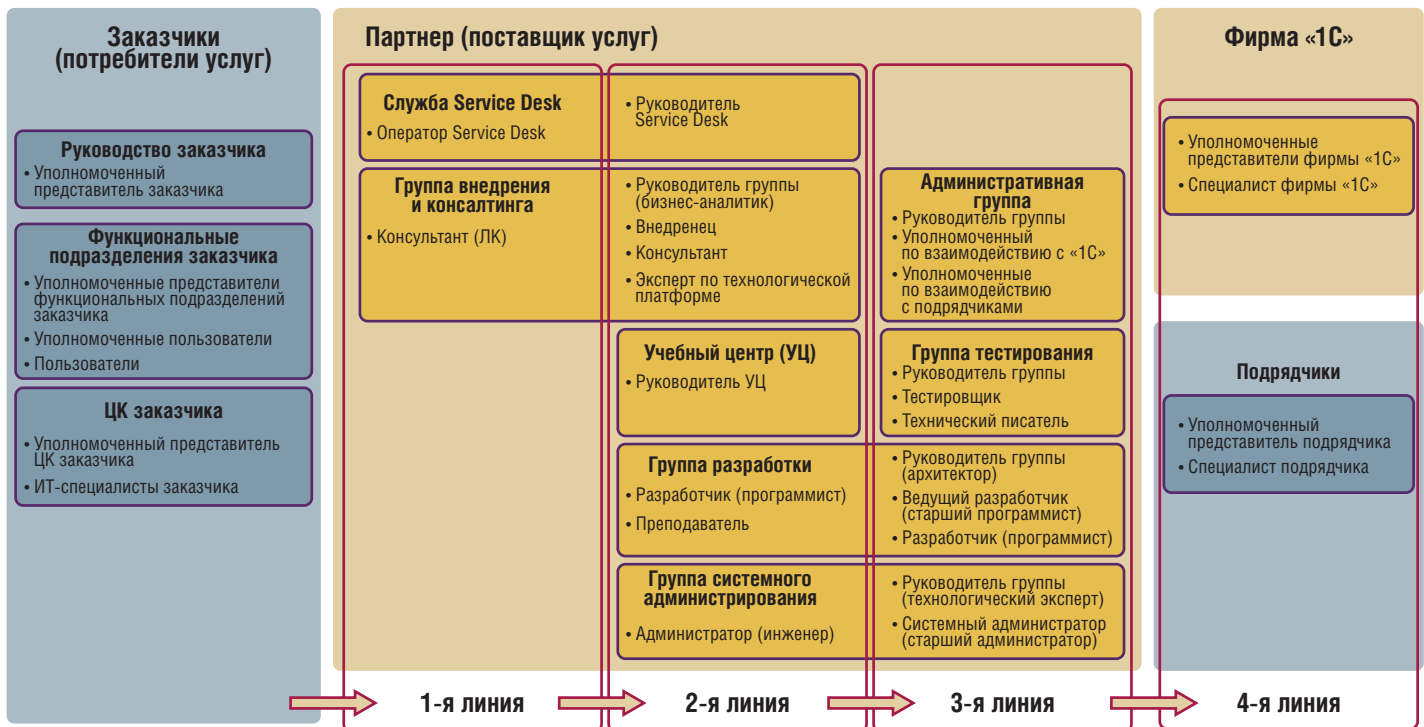 Заказчики
(потребители услуг)
Руководство заказчика
• Уполномоченный
представитель заказчика
Функциональные
подразделения заказчика
• Уполномоченные представители
функциональных подразделений
заказчика
• Уполномоченные пользователи
• Пользователи
ЦК заказчика
• Уполномоченный представитель
ЦК заказчика
• ИТ-специалисты заказчика
Партнер (поставщик услуг)
Служба Service Desk
• Оператор Service Desk
• Руководитель
Service Desk
Группа внедрения
и консалтинга
• Консультант (ЛК)
• Руководитель группы
(бизнес-аналитик)
• Внедренец
• Консультант
• Эксперт по технологической
платформе
Административная
группа
• Руководитель группы
• Уполномоченный
по взаимодействию с «1С»
• Уполномоченные
по взаимодействию
с подрядчиками
Учебный центр (УЦ)
• Руководитель УЦ
Группа тестирования
• Руководитель группы
• Тестировщик
• Технический писатель
Группа разработки
• Разработчик (программист)
• Преподаватель
• Руководитель группы
(архитектор)
• Ведущий разработчик
(старший программист)
• Разработчик (программист)
Группа системного
администрирования
• Администратор (инженер)
• Руководитель группы
(технологический эксперт)
• Системный администратор
(старший администратор)
Фирма «1С»
• Уполномоченные
представители фирмы «1С»
• Специалист фирмы «1С»
Подрядчики
• Уполномоченный
представитель подрядчика
• Специалист подрядчика
1-я линия
2-я линия
3-я линия
4-я линия